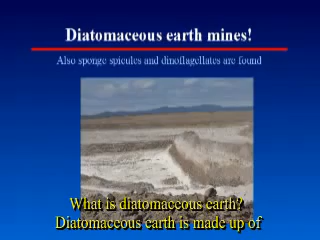 Diatomaceous earth mines!
Also sponge spicules and dinoflagellates are found
What is diatomaceous earth?
Diatomaceous earth is made up of